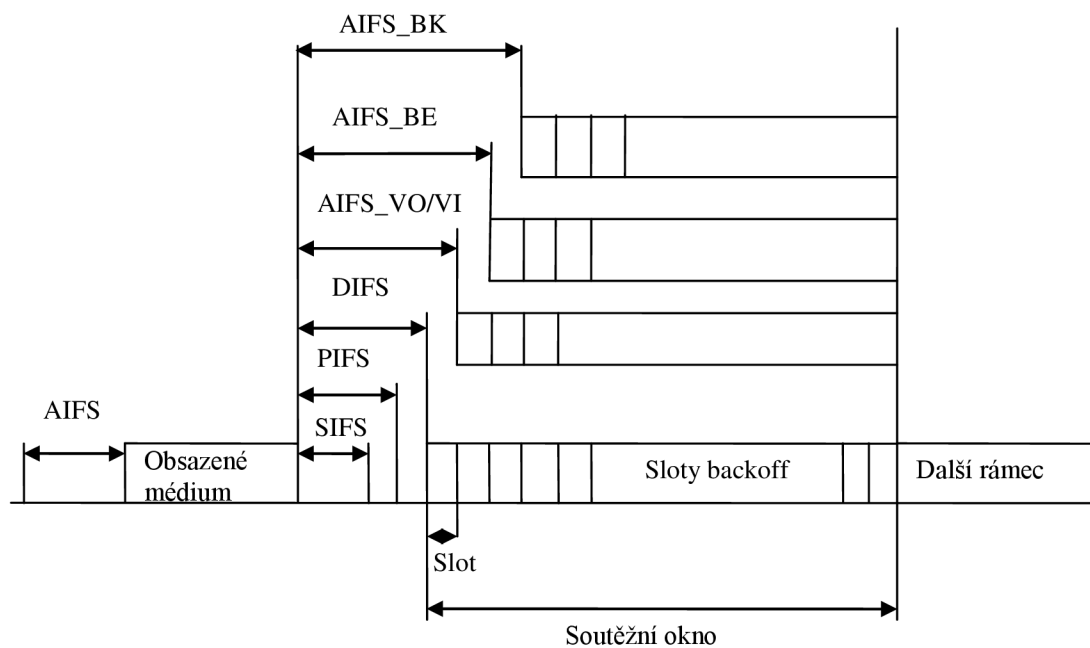 AIFS_BK
AIFS_BE
AIFS_VO/VI
DIFS
PIFS
AIFS
SIFS
Obsazené
médium
Sloty backoff
Další rámec
Slot
Soutěžní okno